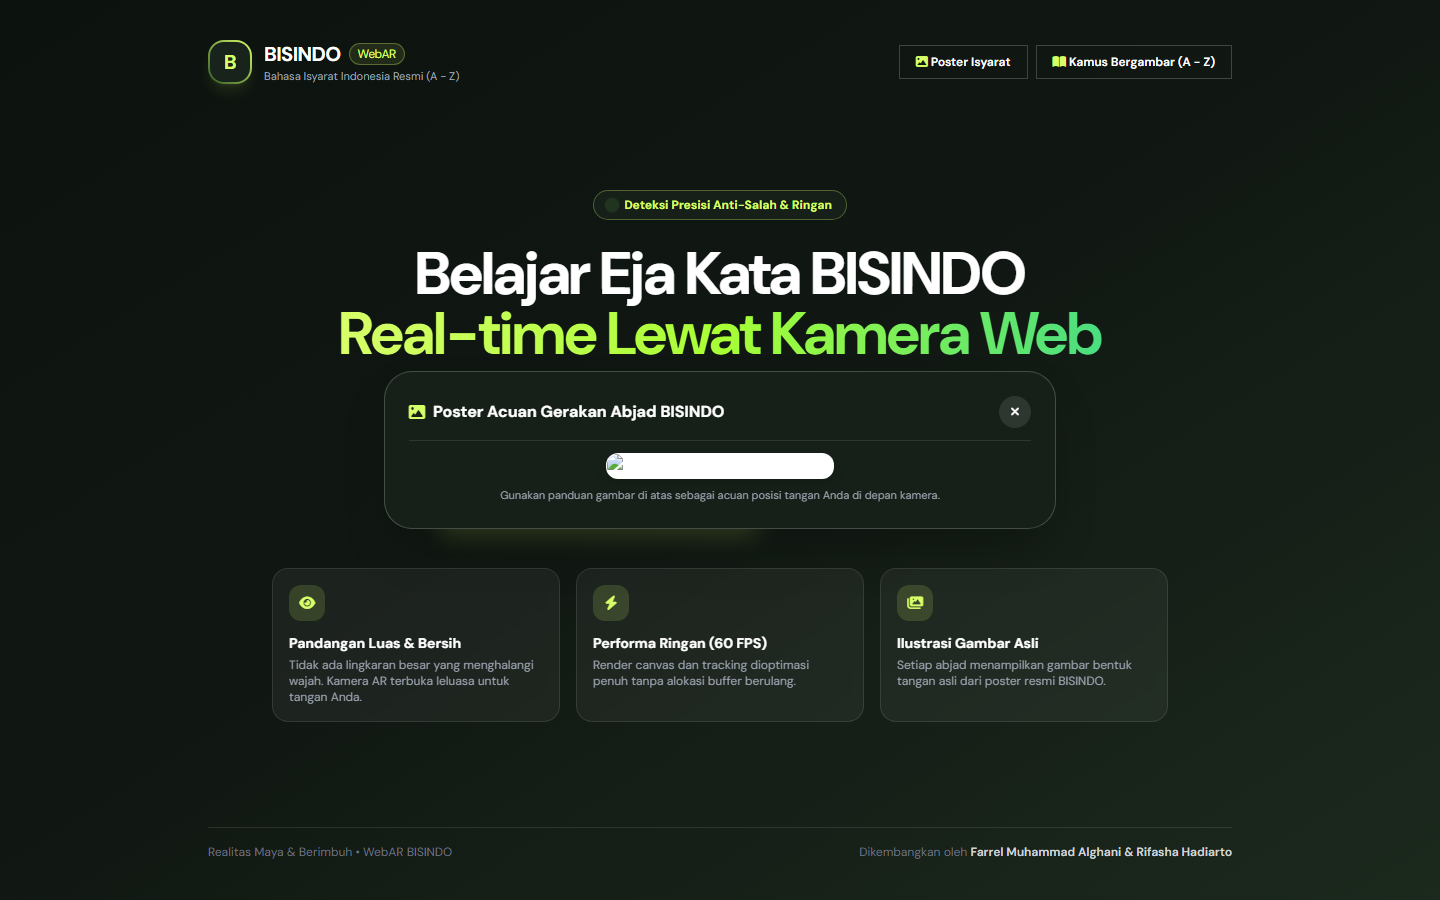 B
BISINDO WebAR
Bahasa Isyarat Indonesia Resmi (A - Z)
Poster Isyarat
Kamus Bergambar (A - Z)
Deteksi Presisi Anti-Salah & Ringan
Belajar Eja Kata BISINDO
Real-time Lewat Kamera Web
Poster Acuan Gerakan Abjad BISINDO
Gunakan panduan gambar di atas sebagai acuan posisi tangan Anda di depan kamera.
Pandangan Luas & Bersih
Tidak ada lingkaran besar yang menghalangi
wajah. Kamera AR terbuka leluasa untuk
tangan Anda.
Performa Ringan (60 FPS)
Render canvas dan tracking dioptimasi
penuh tanpa alokasi buffer berulang.
Ilustrasi Gambar Asli
Setiap abjad menampilkan gambar bentuk
tangan asli dari poster resmi BISINDO.
Realitas Maya & Berimbuh • WebAR BISINDO
Dikembangkan oleh Farrel Muhammad Alghani & Rifasha Hadiarto